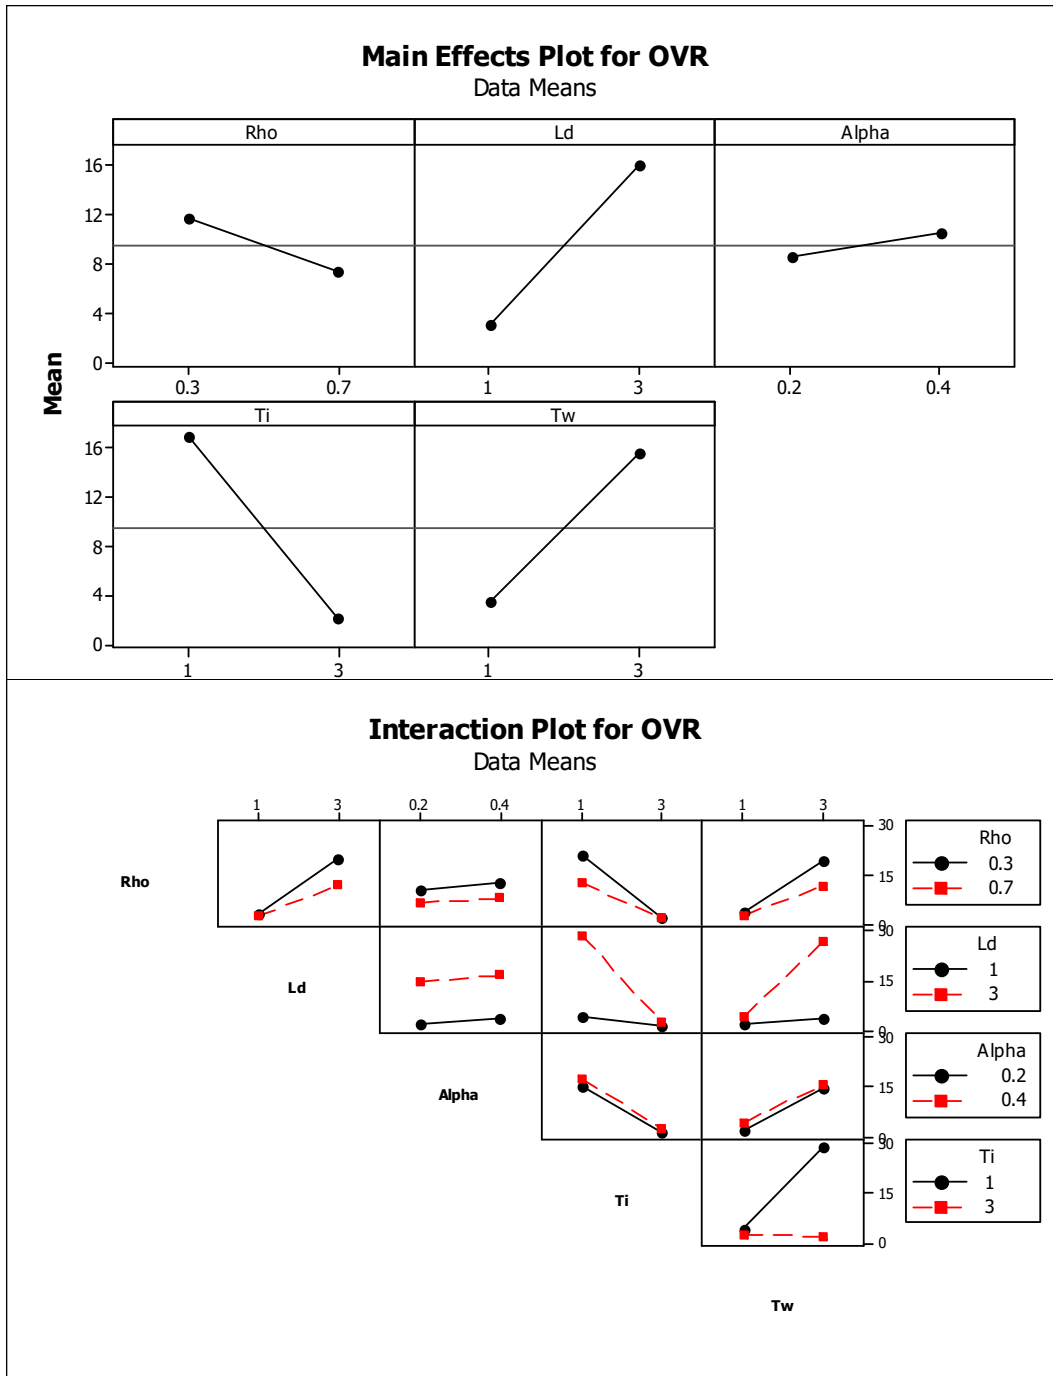 Main Effects Plot for OVR
Data Means
Rho Ld Alpha
16
12
8
4
0
0.3 0.7 1 3 0.2 0.4
Mean
Ti Tw
16
12
8
4
0
1 3 1 3
Interaction Plot for OVR
Data Means
1 3 0.2 0.4 1 3 1 3
Rho
30
15
0
Rho
0.3
0.7
Ld
30
15
0
Ld
1
3
Alpha
30
15
0
Alpha
0.2
0.4
Ti
30
15
0
Ti
1
3
Tw